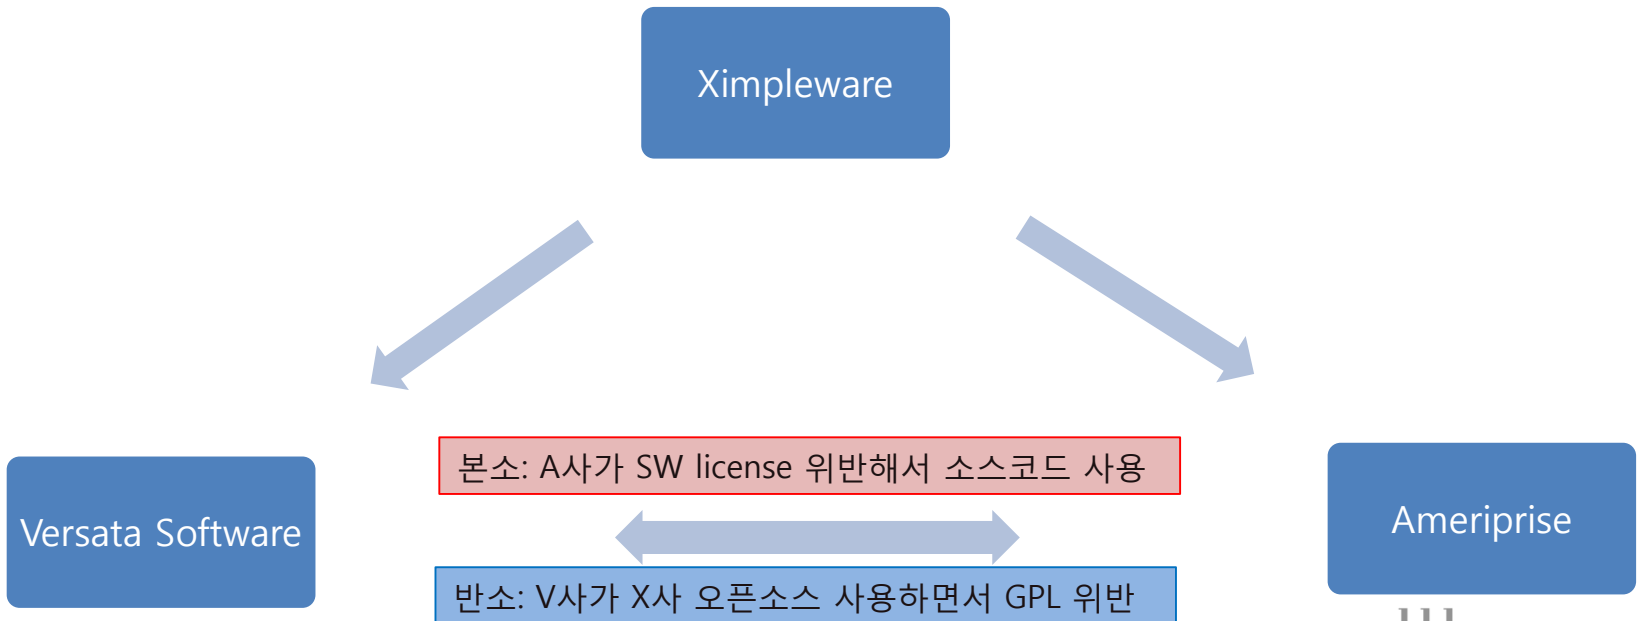 Ximpleware
본소: A사가 SW license 위반해서 소스코드 사용
Versata Software
Ameriprise
반소: V사가 X사 오픈소스 사용하면서 GPL 위반